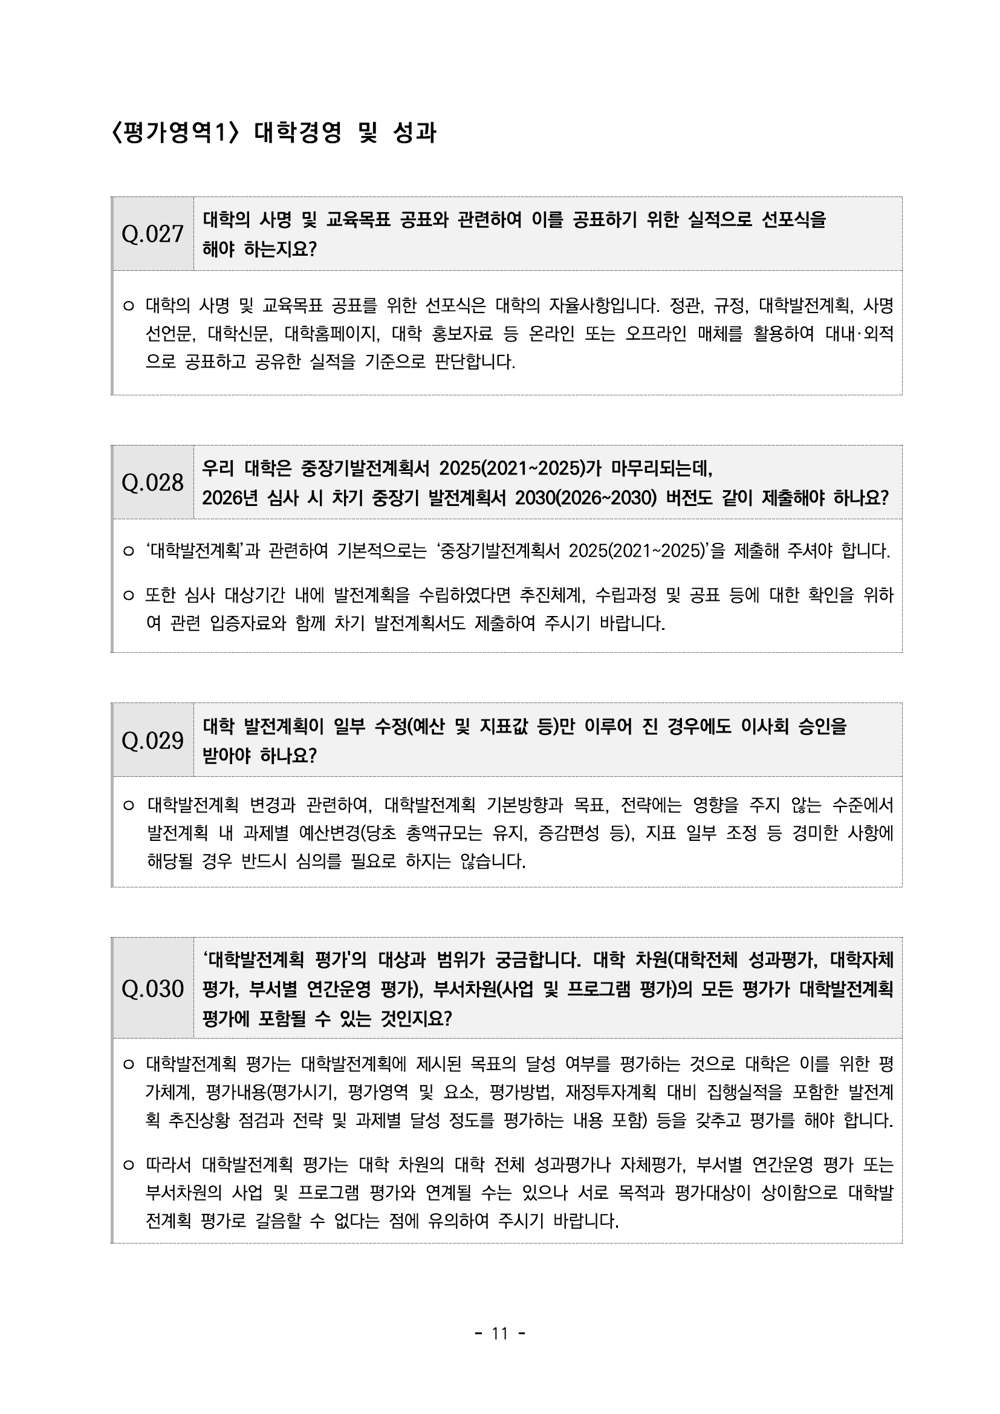 <평가영역1> 대학경영 및 성과
Q.027
대학의 사명 및 교육목표 공표와 관련하여 이를 공표하기 위한 실적으로 선포식을
해야 하는지요?
○ 대학의 사명 및 교육목표 공표를 위한 선포식은 대학의 자율사항입니다. 정관, 규정, 대학발전계획, 사명
선언문, 대학신문, 대학홈페이지, 대학 홍보자료 등 온라인 또는 오프라인 매체를 활용하여 대내·외적
으로 공표하고 공유한 실적을 기준으로 판단합니다.
Q.028
우리 대학은 중장기발전계획서 2025(2021~2025)가 마무리되는데,
2026년 심사 시 차기 중장기 발전계획서 2030(2026~2030) 버전도 같이 제출해야 하나요?
○ ‘대학발전계획’과 관련하여 기본적으로는 ‘중장기발전계획서 2025(2021~2025)’을 제출해 주셔야 합니다.
○ 또한 심사 대상기간 내에 발전계획을 수립하였다면 추진체계, 수립과정 및 공표 등에 대한 확인을 위하
여 관련 입증자료와 함께 차기 발전계획서도 제출하여 주시기 바랍니다.
Q.029
대학 발전계획이 일부 수정(예산 및 지표값 등)만 이루어 진 경우에도 이사회 승인을
받아야 하나요?
○ 대학발전계획 변경과 관련하여, 대학발전계획 기본방향과 목표, 전략에는 영향을 주지 않는 수준에서
발전계획 내 과제별 예산변경(당초 총액규모는 유지, 증감편성 등), 지표 일부 조정 등 경미한 사항에
해당될 경우 반드시 심의를 필요로 하지는 않습니다.
Q.030
‘대학발전계획 평가'의 대상과 범위가 궁금합니다. 대학 차원(대학전체 성과평가, 대학자체
평가, 부서별 연간운영 평가), 부서차원(사업 및 프로그램 평가)의 모든 평가가 대학발전계획
평가에 포함될 수 있는 것인지요?
○ 대학발전계획 평가는 대학발전계획에 제시된 목표의 달성 여부를 평가하는 것으로 대학은 이를 위한 평
가체계, 평가내용(평가시기, 평가영역 및 요소, 평가방법, 재정투자계획 대비 집행실적을 포함한 발전계
획 추진상황 점검과 전략 및 과제별 달성 정도를 평가하는 내용 포함) 등을 갖추고 평가를 해야 합니다.
○ 따라서 대학발전계획 평가는 대학 차원의 대학 전체 성과평가나 자체평가, 부서별 연간운영 평가 또는
부서차원의 사업 및 프로그램 평가와 연계될 수는 있으나 서로 목적과 평가대상이 상이함으로 대학발
전계획 평가로 갈음할 수 없다는 점에 유의하여 주시기 바랍니다.
- 11 -